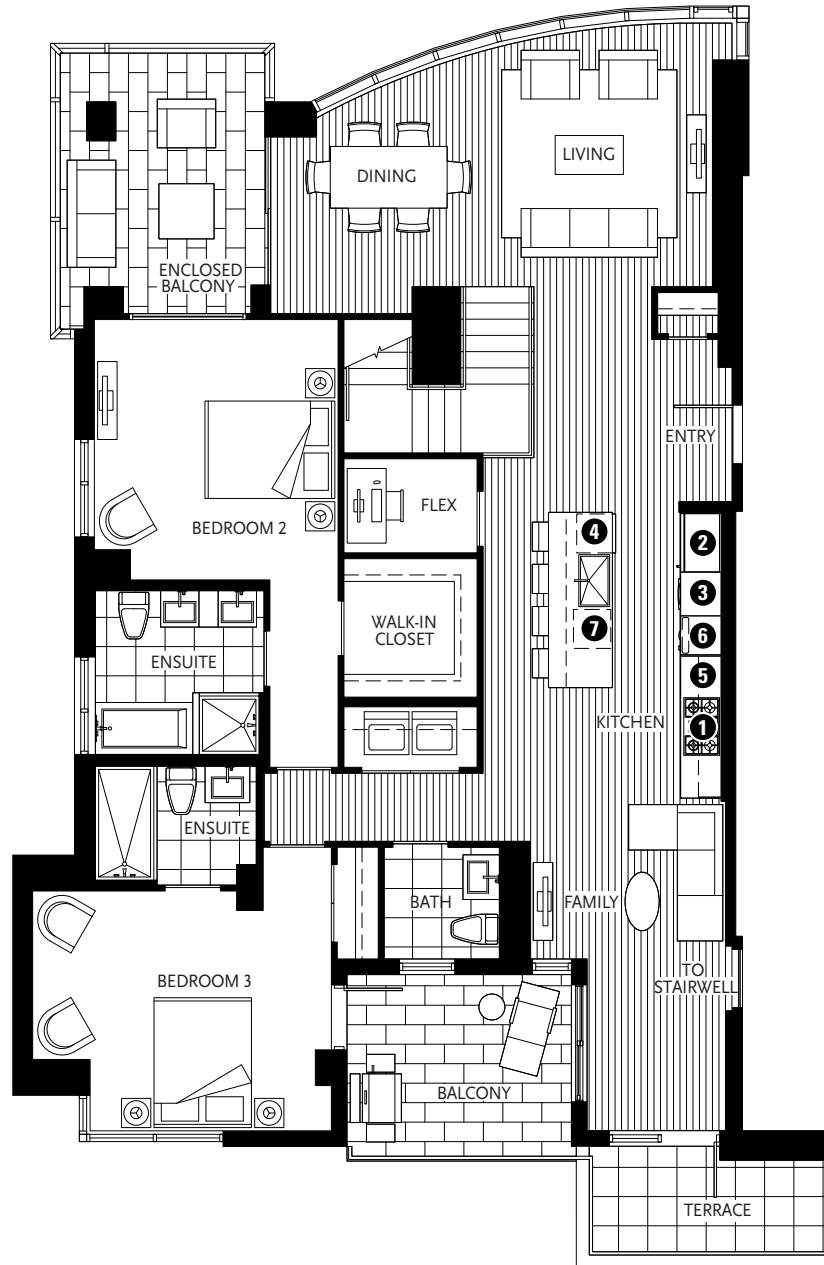 LIVING
DINING
ENCLOSED
BALCONY
ENTRY
FLEX
BEDROOM 2
4
2
3
7
6
WALK-IN
CLOSET
ENSUITE
5
KITCHEN
1
ENSUITE
BATH
FAMILY
BEDROOM 3
TO
STAIRWELL
BALCONY
TERRACE